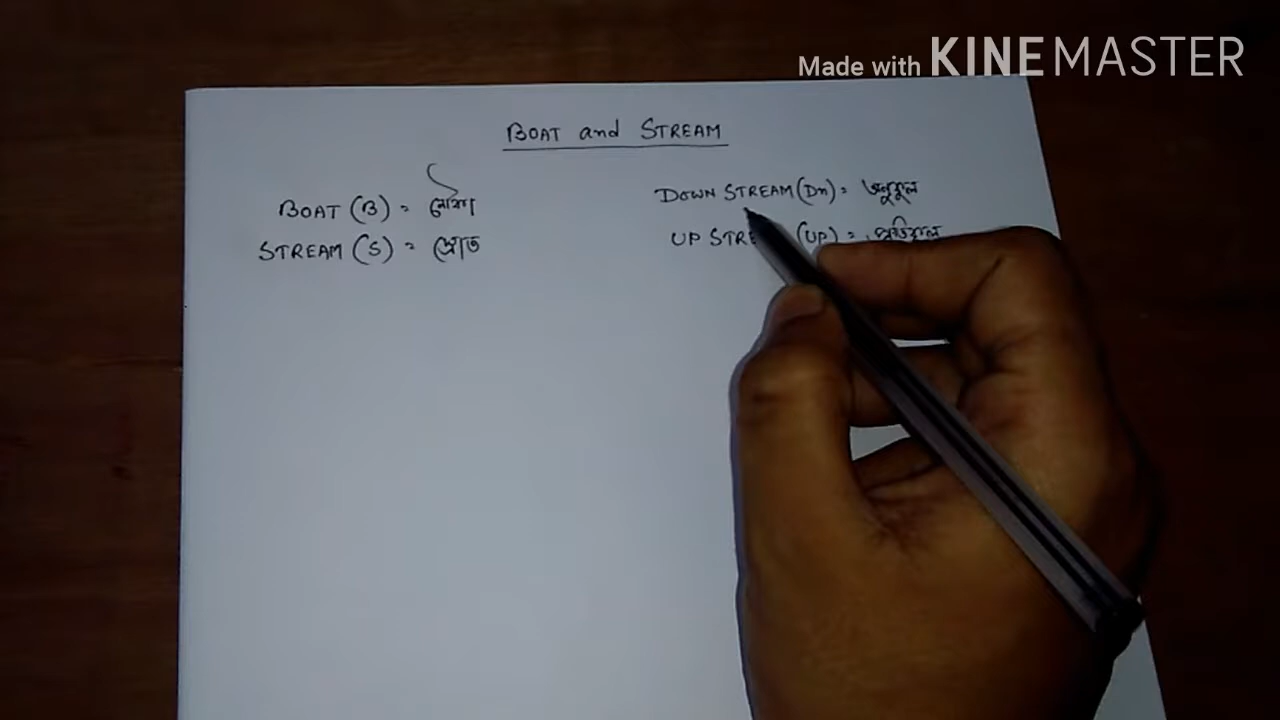 Made with KINEMASTER
BOAT and STREAM
BOAT (B) = নৌকা
STREAM (S) = স্রোত
DOWN STREAM (Dn) = অনুকুল
UP STRE (UP) = প্রতিকুল